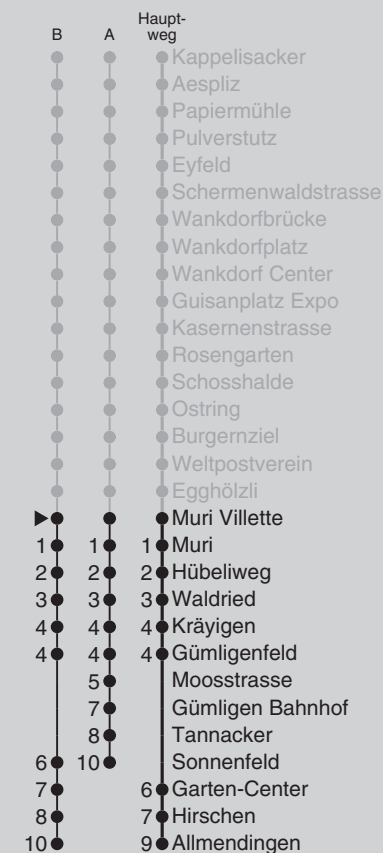 Haupt-
B A weg
Kappelisacker
Aespliz
Papiermühle
Pulverstutz
Eyfeld
Schermenwaldstrasse
Wankdorfbrücke
Wankdorfplatz
Wankdorf Center
Guisanplatz Expo
Kasernenstrasse
Rosengarten
Schosshalde
Ostring
Burgernziel
Weltpostverein
Egghölzli
Muri Villette
1 1 1 Muri
2 2 2 Hübeliweg
3 3 3 Waldried
4 4 4 Kräyigen
4 4 4 Gümligenfeld
5 Moosstrasse
7 Gümligen Bahnhof
8 Tannacker
6 10 Sonnenfeld
7 6 Garten-Center
8 7 Hirschen
10 9 Allmendingen